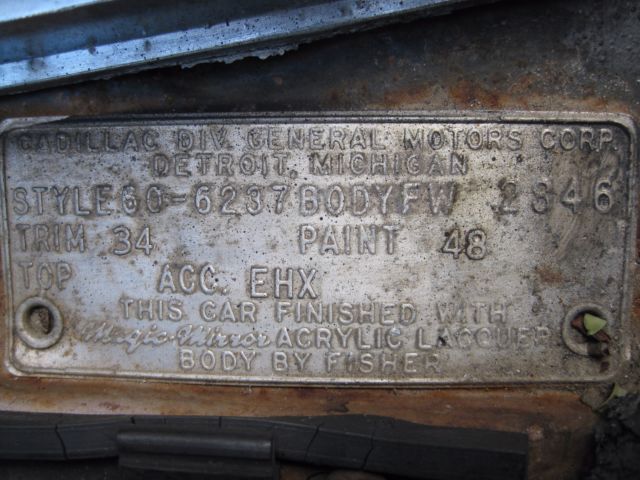 CADILLAC DIV. GENERAL MOTORS CORP.
DETROIT, MICHIGAN
STYLE 60-6237 BODY FW 2846
TRIM 34 PAINT 48
TOP ACC. EHX
THIS CAR FINISHED WITH
Magic-Mirror ACRYLIC LACQUER
BODY BY FISHER